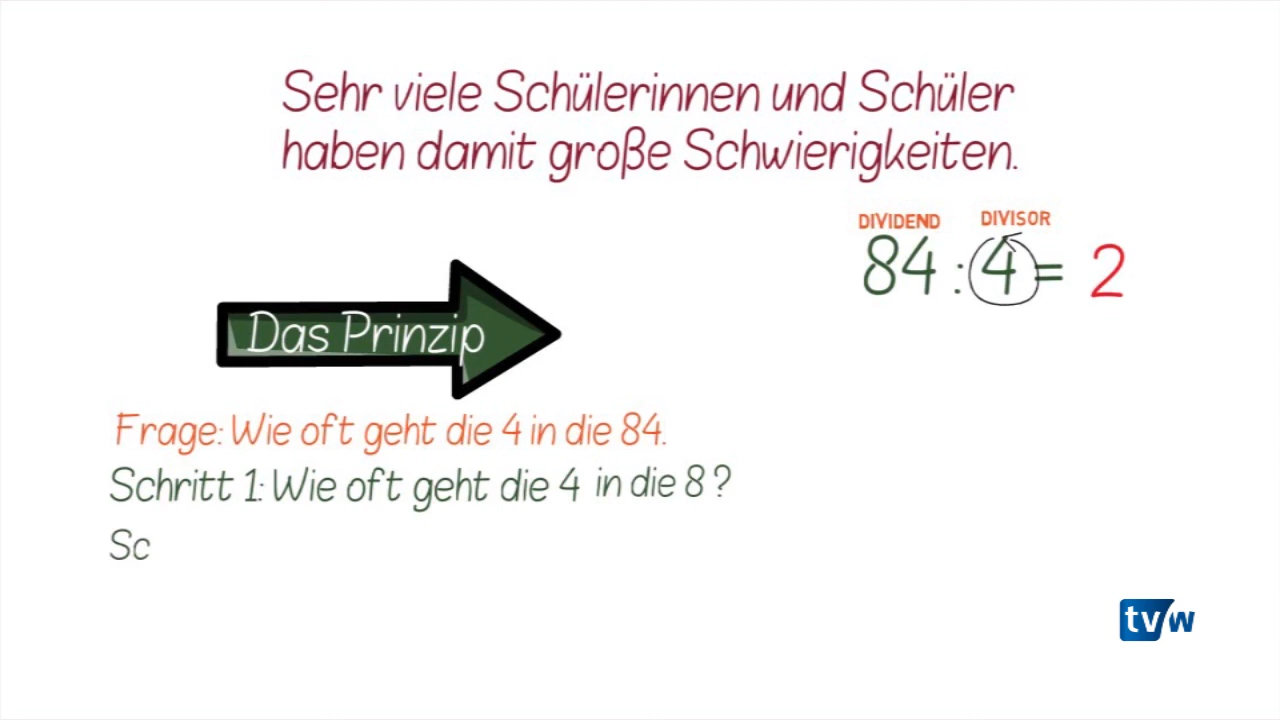 Sehr viele Schülerinnen und Schüler
haben damit große Schwierigkeiten.
DIVIDEND DIVISOR
84 : 4 = 2
Das Prinzip
Frage: Wie oft geht die 4 in die 84.
Schritt 1: Wie oft geht die 4 in die 8 ?
Sc
tvw